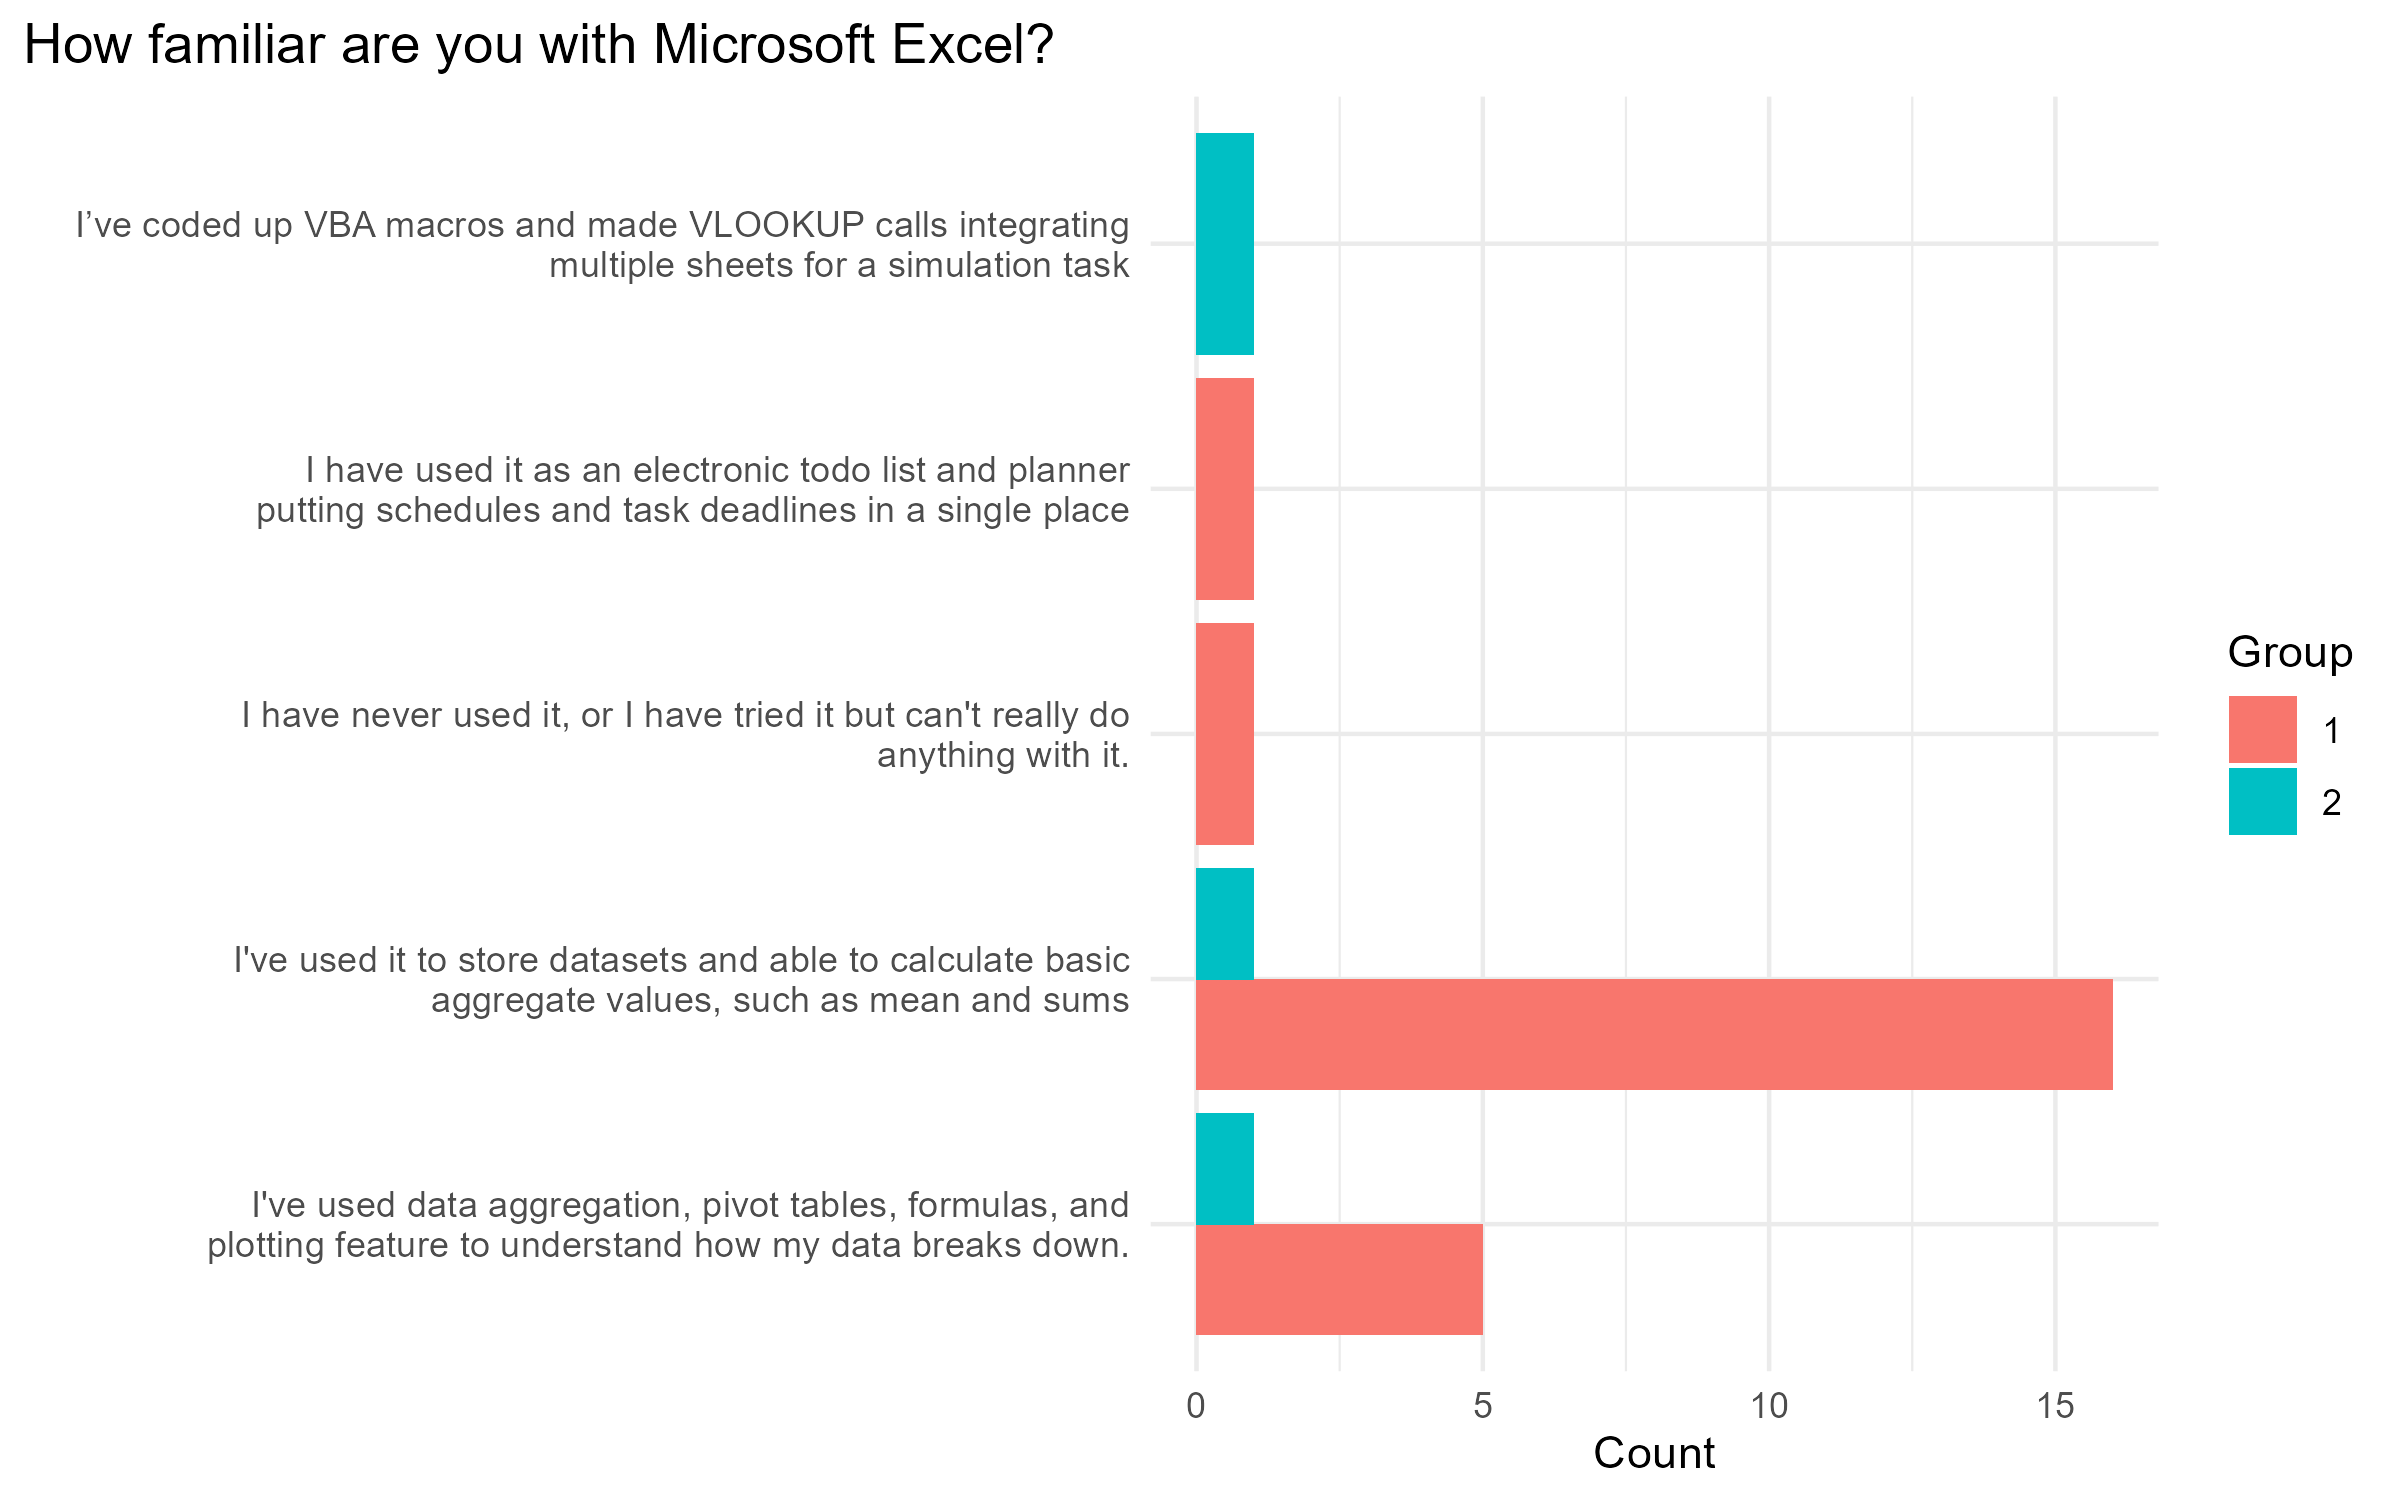 How familiar are you with Microsoft Excel?
I’ve coded up VBA macros and made VLOOKUP calls integrating
multiple sheets for a simulation task
I have used it as an electronic todo list and planner
putting schedules and task deadlines in a single place
I have never used it, or I have tried it but can't really do
anything with it.
I've used it to store datasets and able to calculate basic
aggregate values, such as mean and sums
I've used data aggregation, pivot tables, formulas, and
plotting feature to understand how my data breaks down.
0 5 10 15
Count
Group
1
2